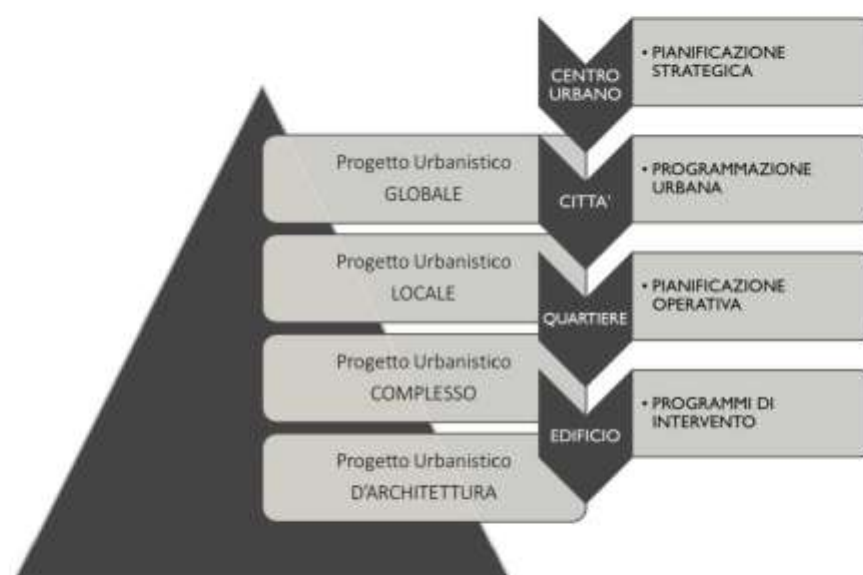 CENTRO
URBANO
• PIANIFICAZIONE
STRATEGICA
Progetto Urbanistico
GLOBALE
CITTA'
• PROGRAMMAZIONE
URBANA
Progetto Urbanistico
LOCALE
QUARTIERE
• PIANIFICAZIONE
OPERATIVA
Progetto Urbanistico
COMPLESSO
EDIFICIO
• PROGRAMMI DI
INTERVENTO
Progetto Urbanistico
D'ARCHITETTURA